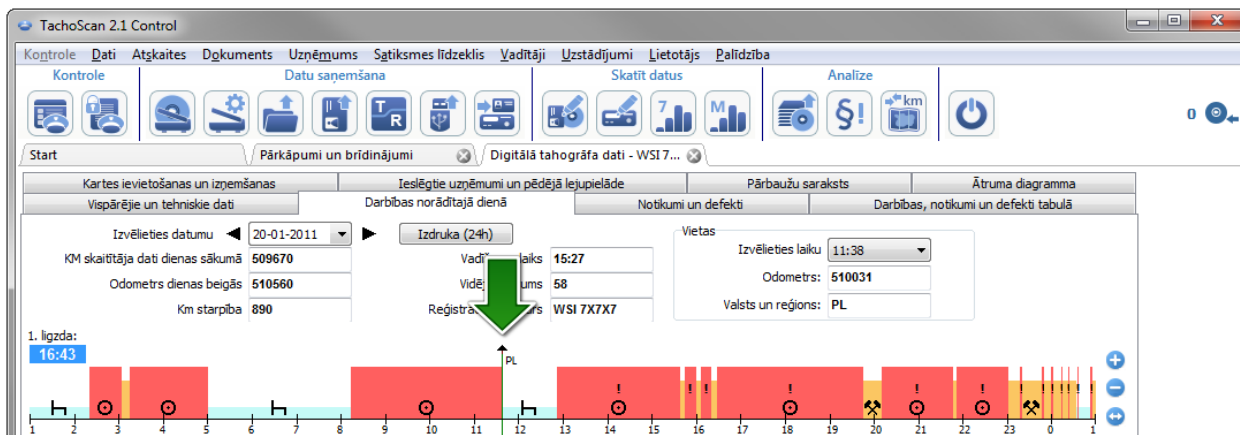 TachoScan 2.1 Control
Kontrole Dati Atskaites Dokuments Uzņēmums Satiksmes līdzeklis Vadītāji Uzstādījumi Lietotājs Palīdzība
Kontrole Datu saņemšana Skatīt datus Analīze
T R 7 M §! km 0
Start Pārkāpumi un brīdinājumi Digitālā tahogrāfa dati - WSI 7...
Kartes ievietošanas un izņemšanas Ieslēgtie uzņēmumi un pēdējā lejupielāde Pārbaužu saraksts Ātruma diagramma
Vispārējie un tehniskie dati Darbības norādītajā dienā Notikumi un defekti Darbības, notikumi un defekti tabulā
Izvēlieties datumu 20-01-2011 Izdruka (24h) Vietas
Izvēlieties laiku 11:38
KM skaitītāja dati dienas sākumā 509670 15:27
Odometrs: 510031
Odometrs dienas beigās 510560 58
Valsts un reģions: PL
Km starpība 890 WSI 7X7X7
1. ligzda:
16:43
PL
! ! ! ! ! ! ! ! ! ! ! !
1 2 3 4 5 6 7 8 9 10 11 12 13 14 15 16 17 18 19 20 21 22 23 0 1